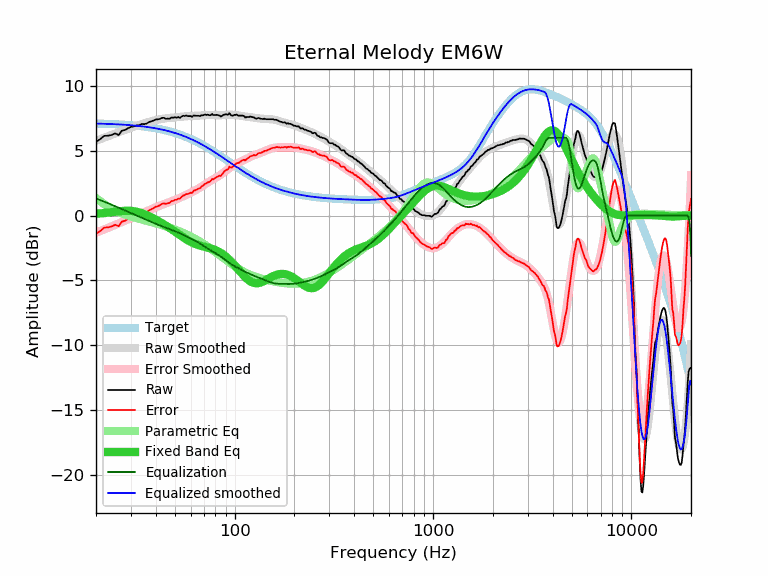 Eternal Melody EM6W
Amplitude (dBr)
10
5
0
−5
−10
−15
−20
Target
Raw Smoothed
Error Smoothed
Raw
Error
Parametric Eq
Fixed Band Eq
Equalization
Equalized smoothed
100
1000
10000
Frequency (Hz)